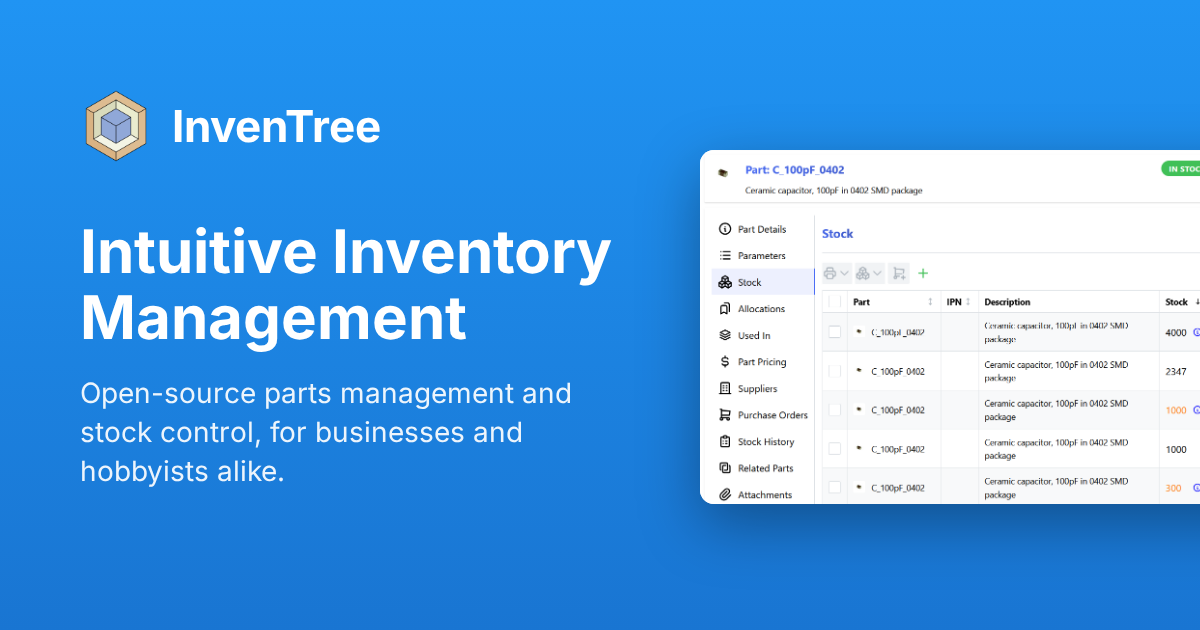 InvenTree
Intuitive Inventory
Management
Open-source parts management and
stock control, for businesses and
hobbyists alike.
Part: C_100pF_0402
IN STOC
Ceramic capacitor, 100pF in 0402 SMD package
Part Details
Parameters
Stock
Allocations
Used In
Part Pricing
Suppliers
Purchase Orders
Stock History
Related Parts
Attachments
Stock
Part IPN Description Stock
C_100pF_0402 Ceramic capacitor, 100pF in 0402 SMD 4000
package
C_100pF_0402 Ceramic capacitor, 100pF in 0402 SMD 2347
package
C_100pF_0402 Ceramic capacitor, 100pF in 0402 SMD 1000
package
C_100pF_0402 Ceramic capacitor, 100pF in 0402 SMD 1000
package
C_100pF_0402 Ceramic capacitor, 100pF in 0402 SMD 300
package